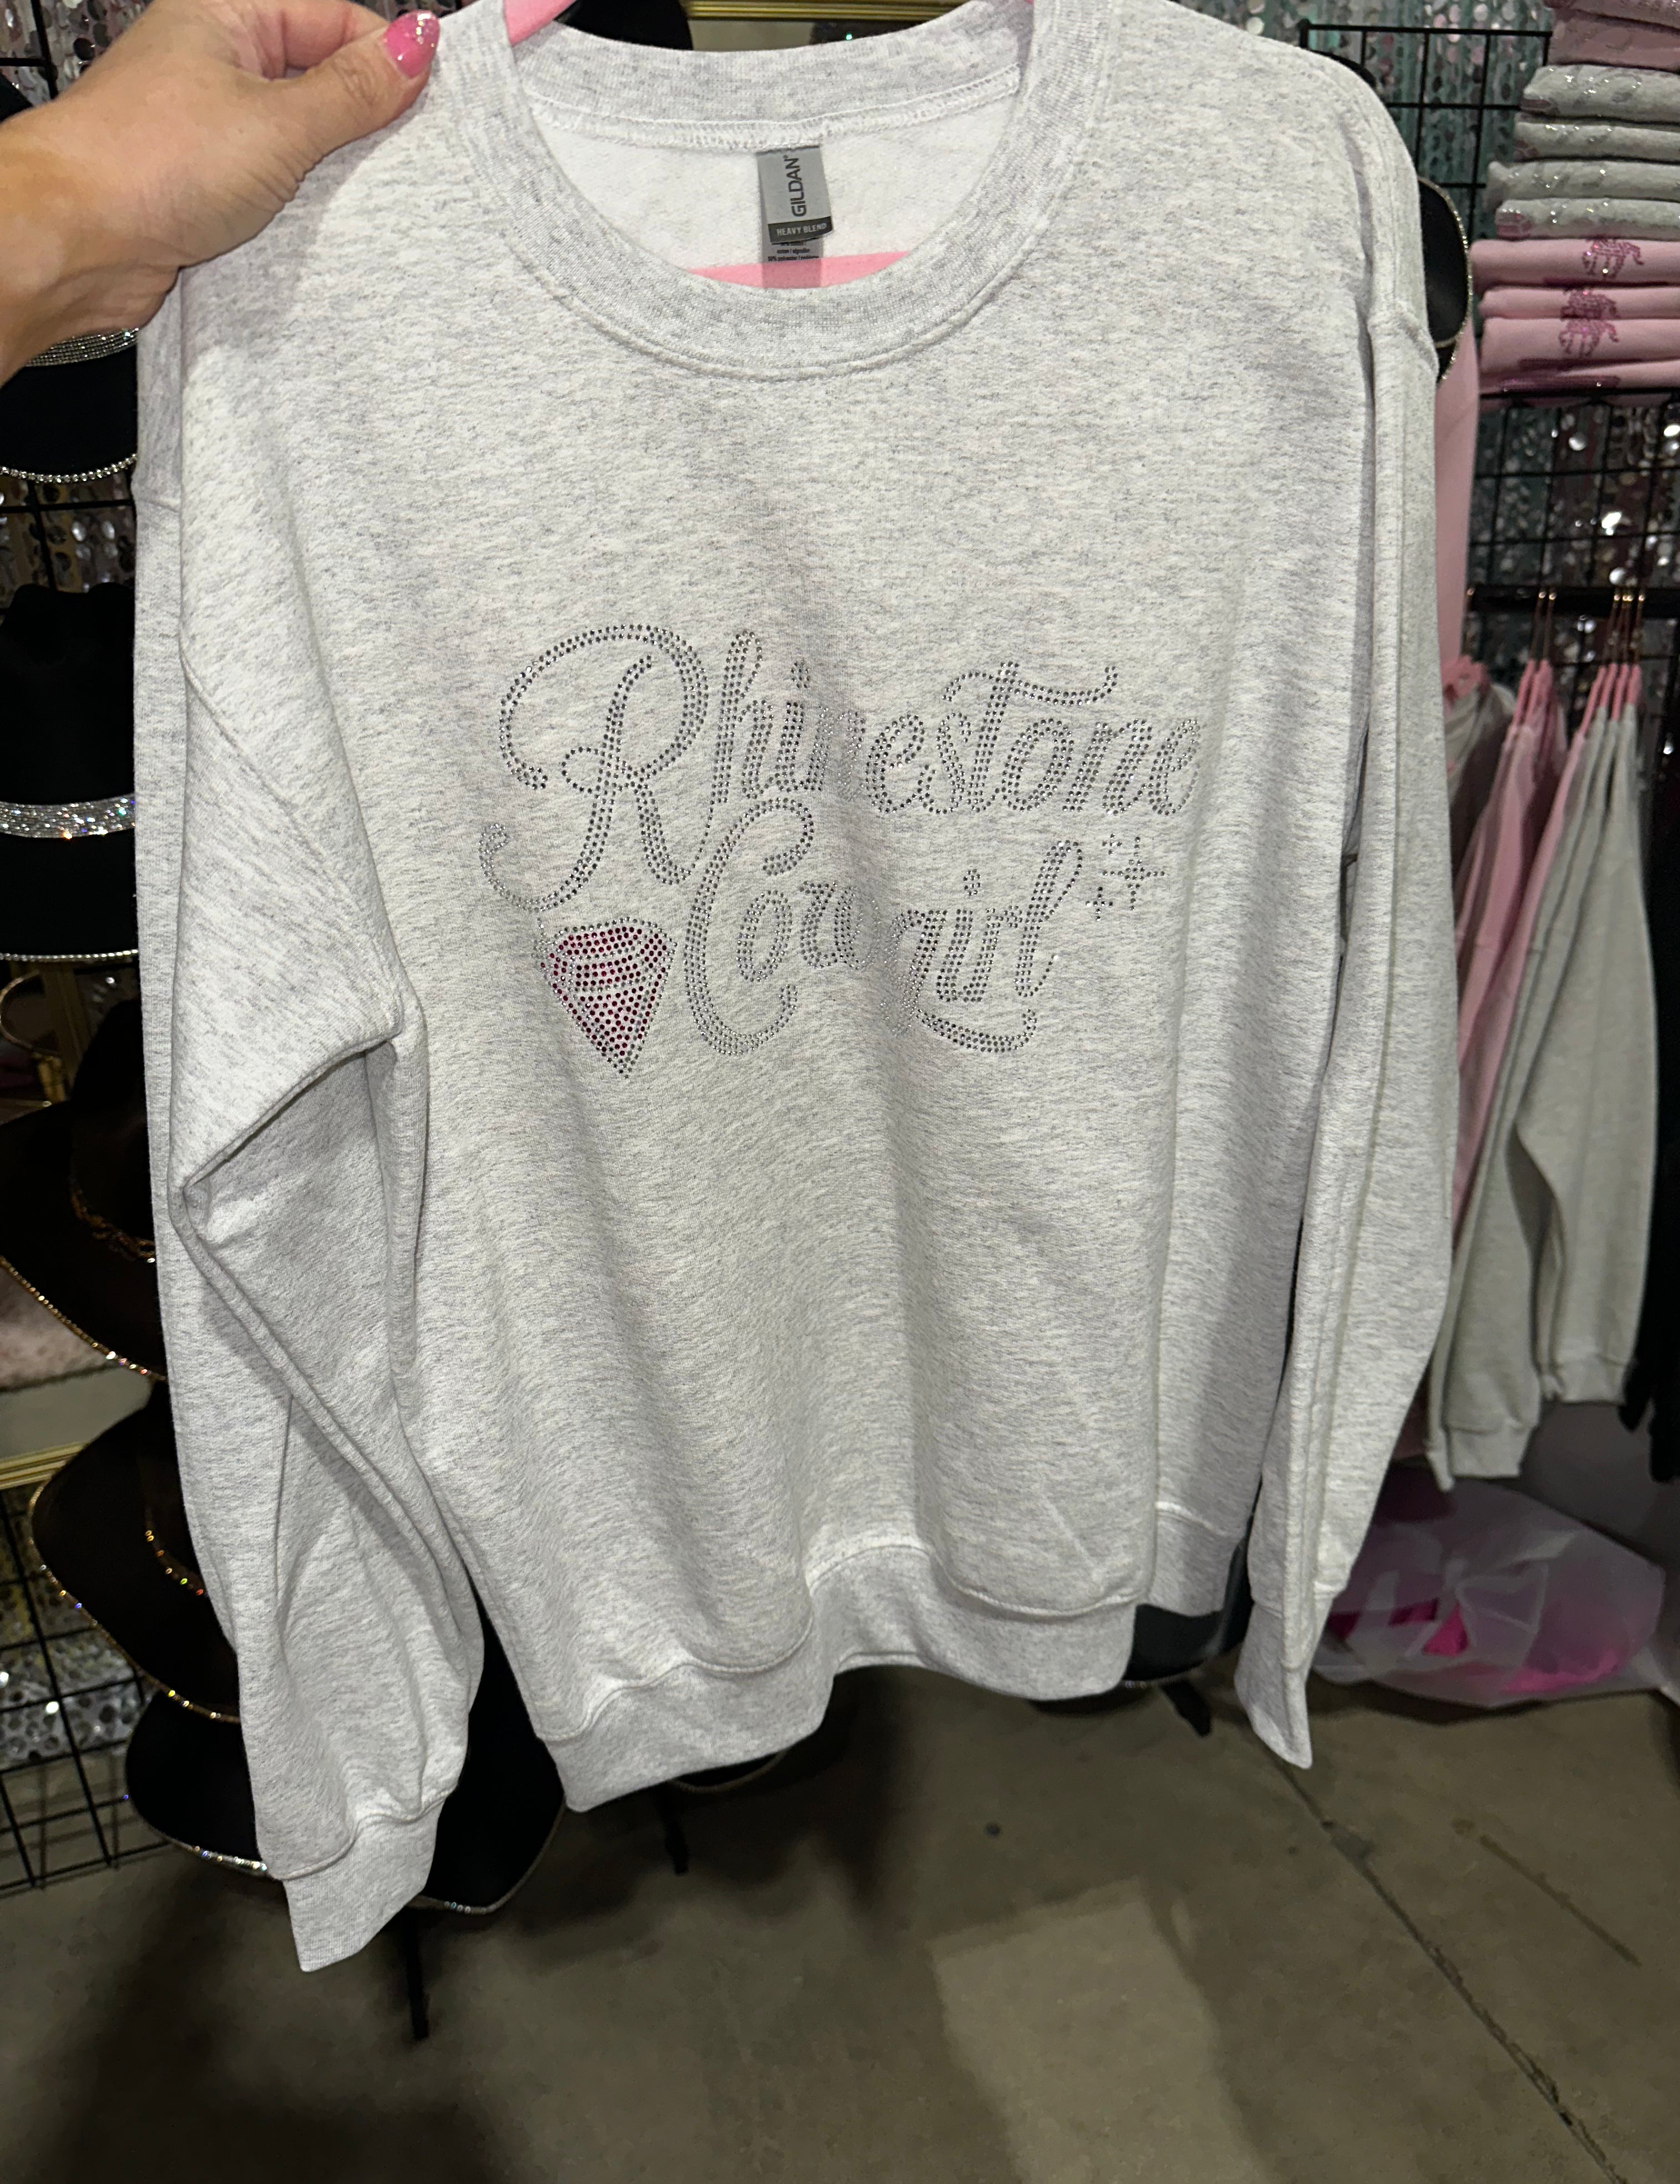 GILDAN
HEAVY BLEND
Rhinestone
Cowgirl